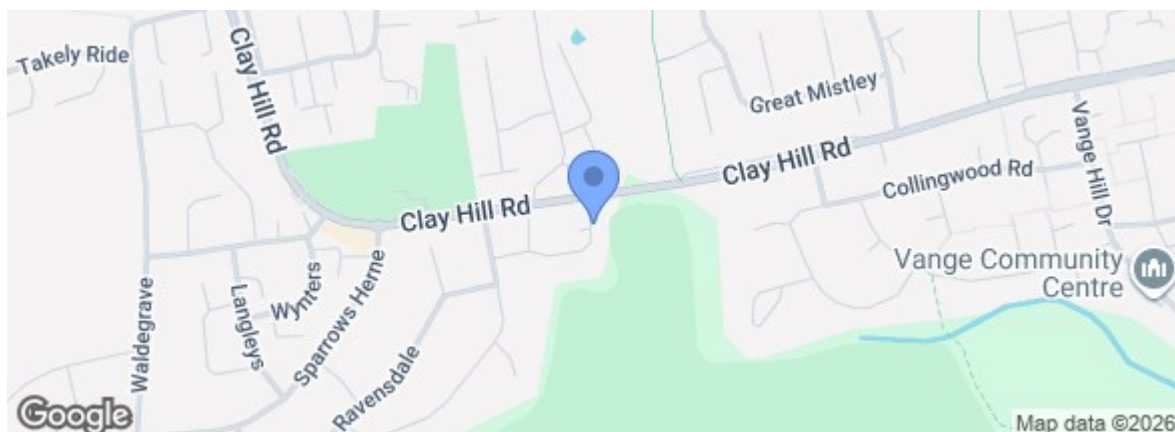 Takely Ride
Clay Hill Rd
Great Mistley
Clay Hill Rd
Vange Hill Dr
Collingwood Rd
Clay Hill Rd
Vange Community
Centre
Waldegrave
Langleys
Wynters
Sparrows Herne
Ravensdale
Google
Map data ©2026